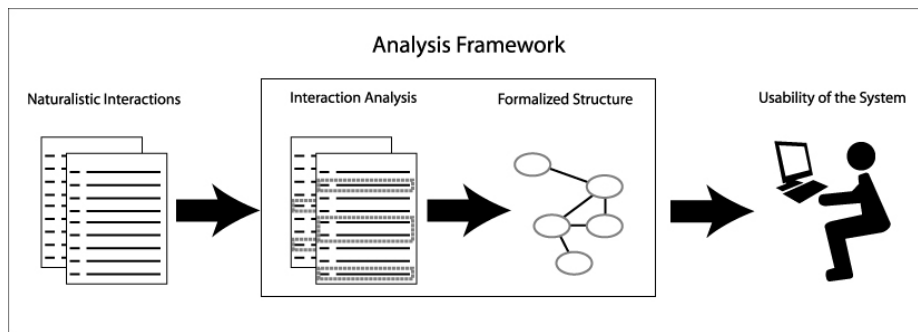 Analysis Framework
Naturalistic Interactions
Interaction Analysis
Formalized Structure
Usability of the System